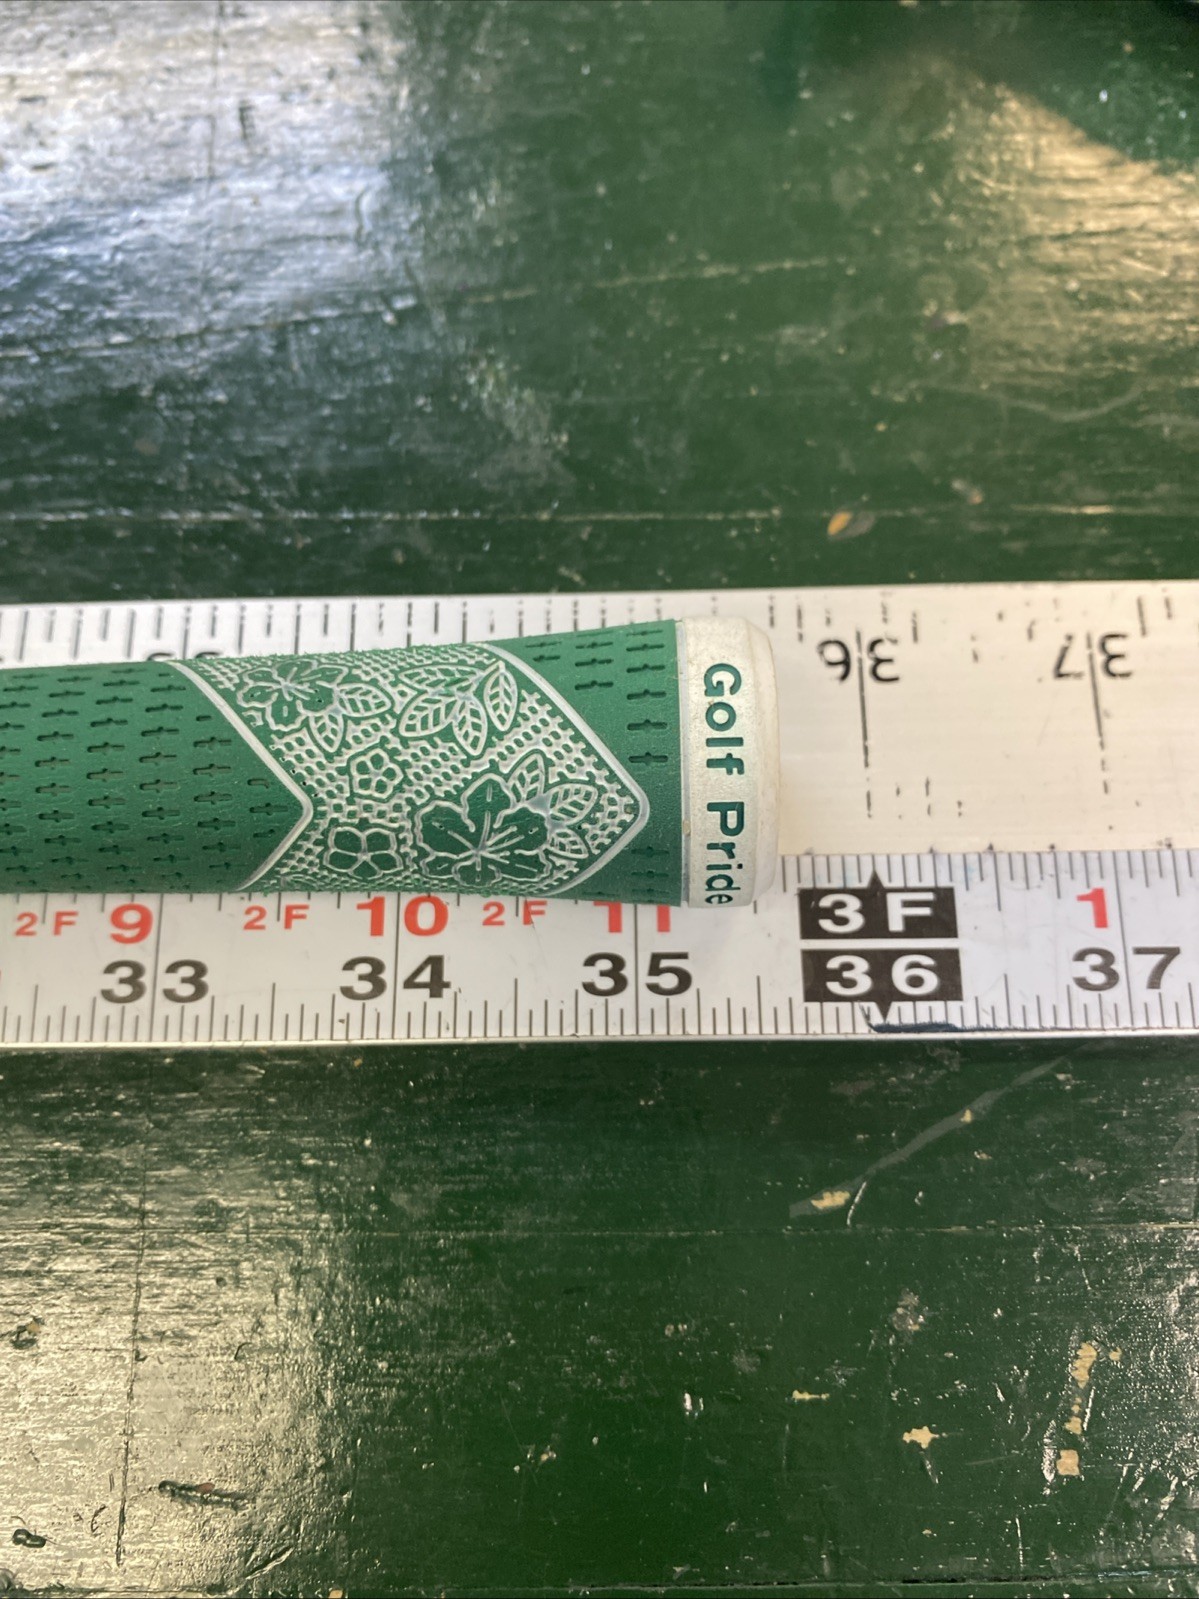 36 37
Golf Pride
2F 9 2F 10 2F 11 3F 1
33 34 35 36 37